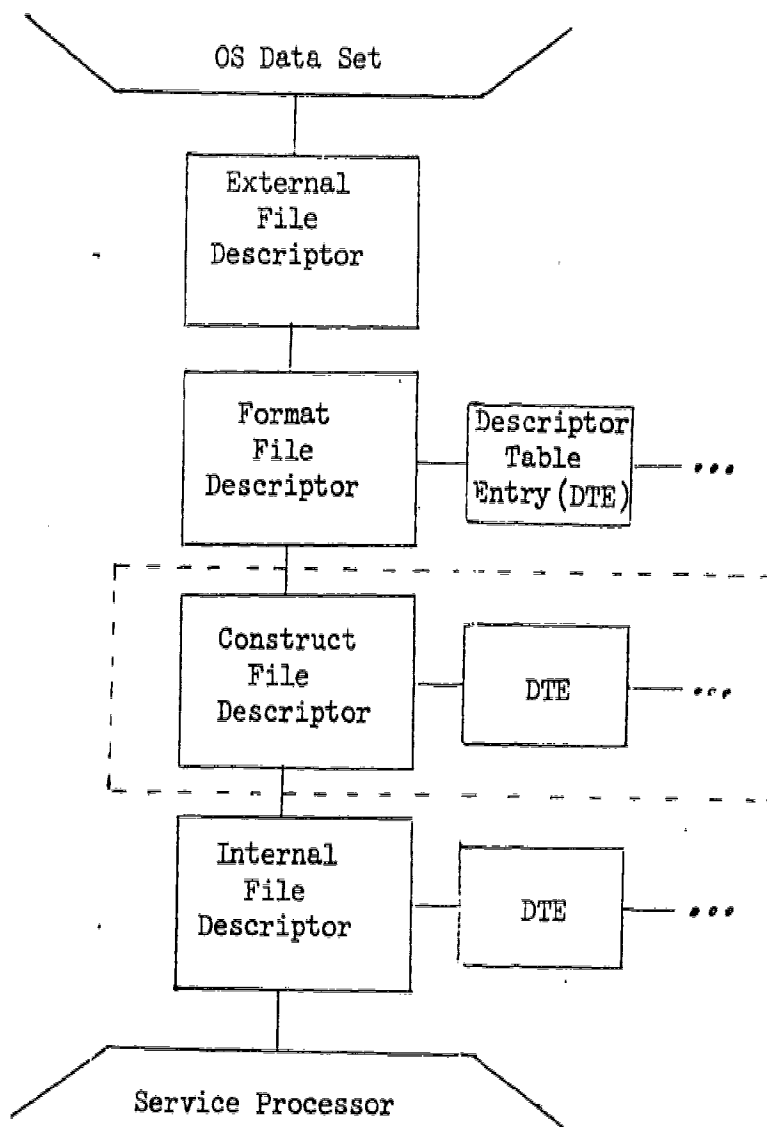 OS Data Set
External
File
Descriptor
Format
File
Descriptor
Descriptor
Table
Entry (DTE)
...
Construct
File
Descriptor
DTE
...
Internal
File
Descriptor
DTE
...
Service Processor